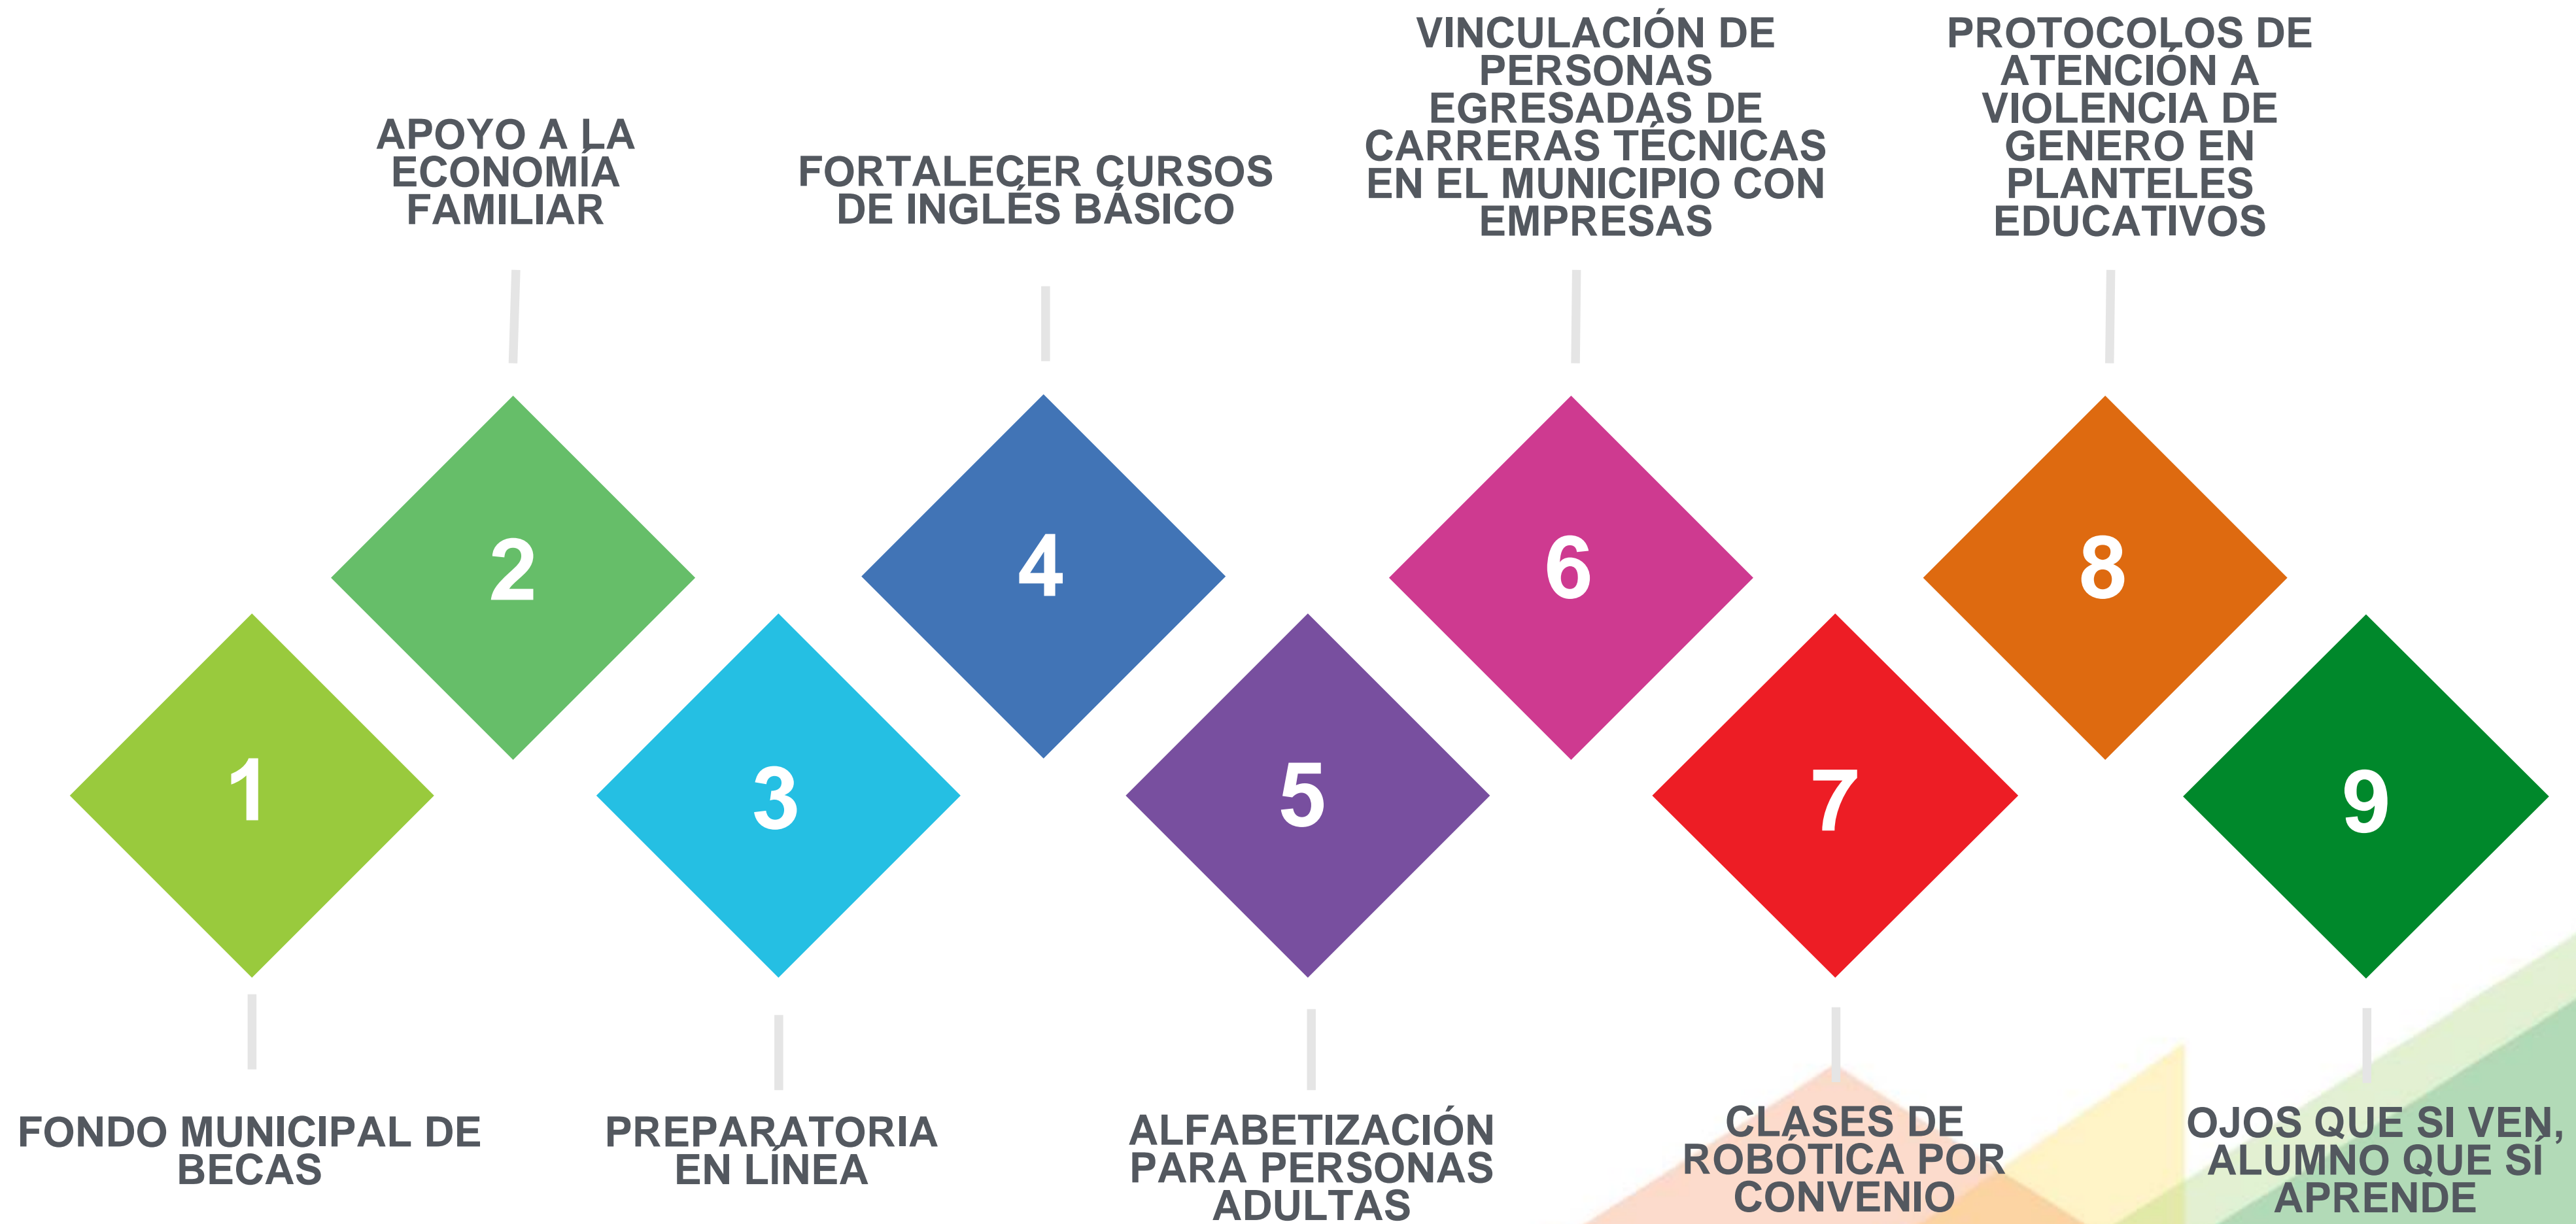 FONDO MUNICIPAL DE
BECAS
1
APOYO A LA
ECONOMÍA
FAMILIAR
2
PREPARATORIA
EN LÍNEA
3
FORTALECER CURSOS
DE INGLÉS BÁSICO
4
ALFABETIZACIÓN
PARA PERSONAS
ADULTAS
5
VINCULACIÓN DE
PERSONAS
EGRESADAS DE
CARRERAS TÉCNICAS
EN EL MUNICIPIO CON
EMPRESAS
6
CLASES DE
ROBÓTICA POR
CONVENIO
7
PROTOCOLOS DE
ATENCIÓN A
VIOLENCIA DE
GENERO EN
PLANTELES
EDUCATIVOS
8
OJOS QUE SI VEN,
ALUMNO QUE SÍ
APRENDE
9